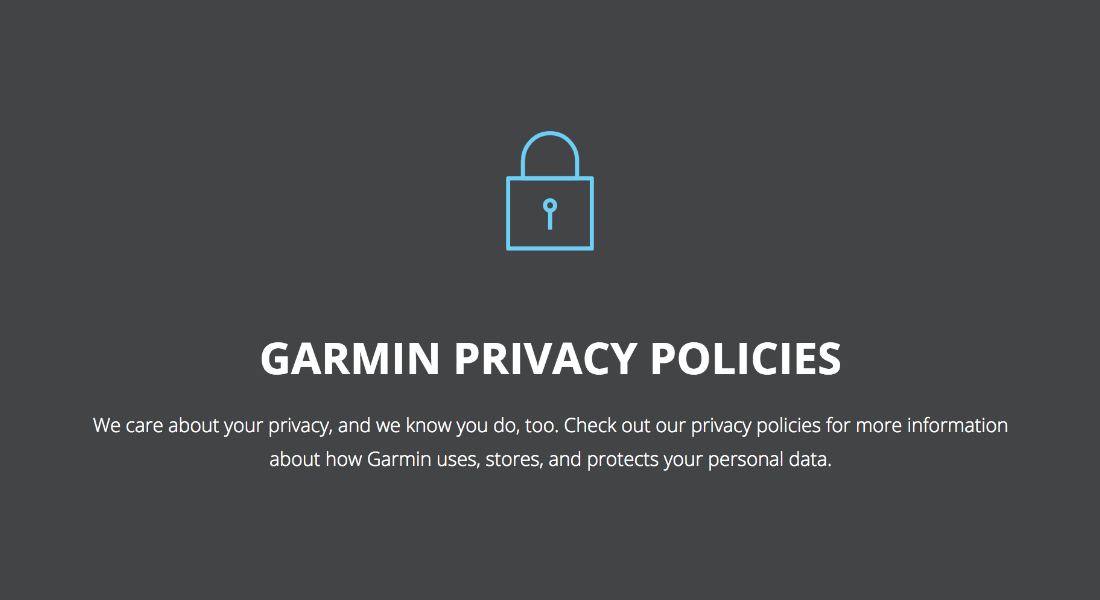 GARMIN PRIVACY POLICIES
We care about your privacy, and we know you do, too. Check out our privacy policies for more information
about how Garmin uses, stores, and protects your personal data.